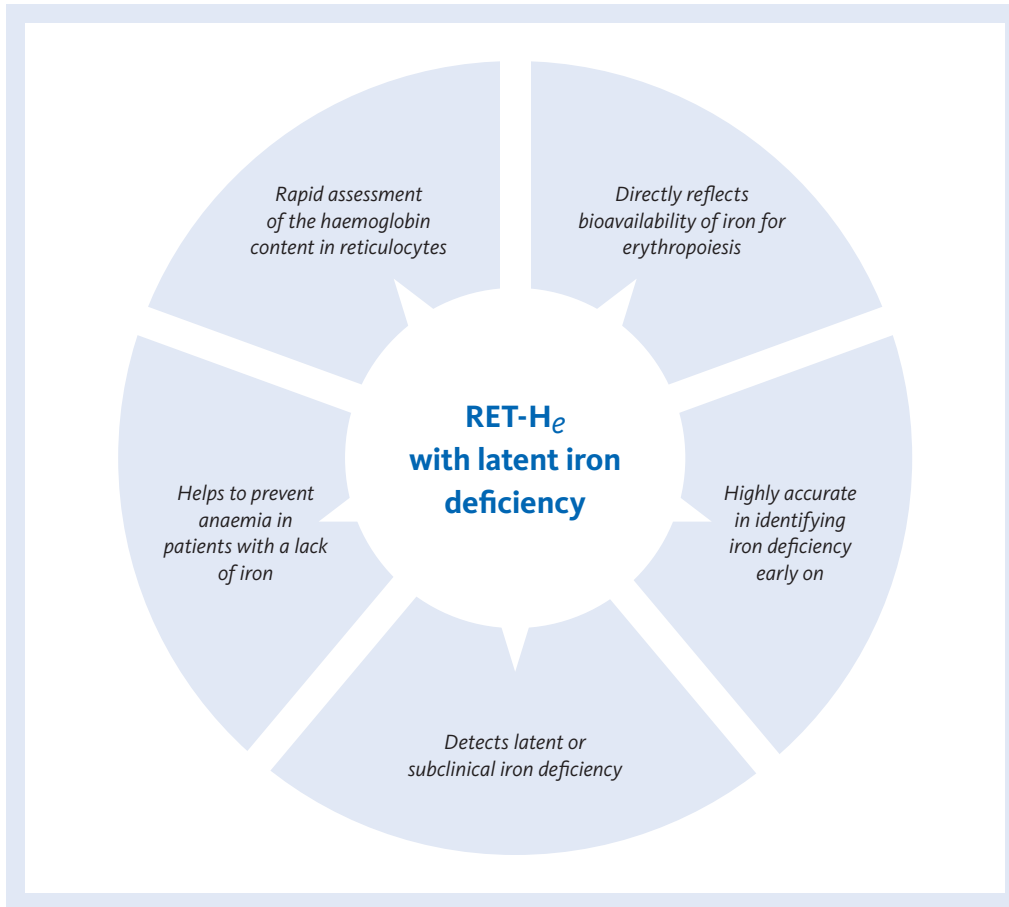 Rapid assessment
of the haemoglobin
content in reticulocytes
Directly reflects
bioavailability of iron for
erythropoiesis
RET-He
with latent iron
deficiency
Helps to prevent
anaemia in
patients with a lack
of iron
Highly accurate
in identifying
iron deficiency
early on
Detects latent or
subclinical iron deficiency